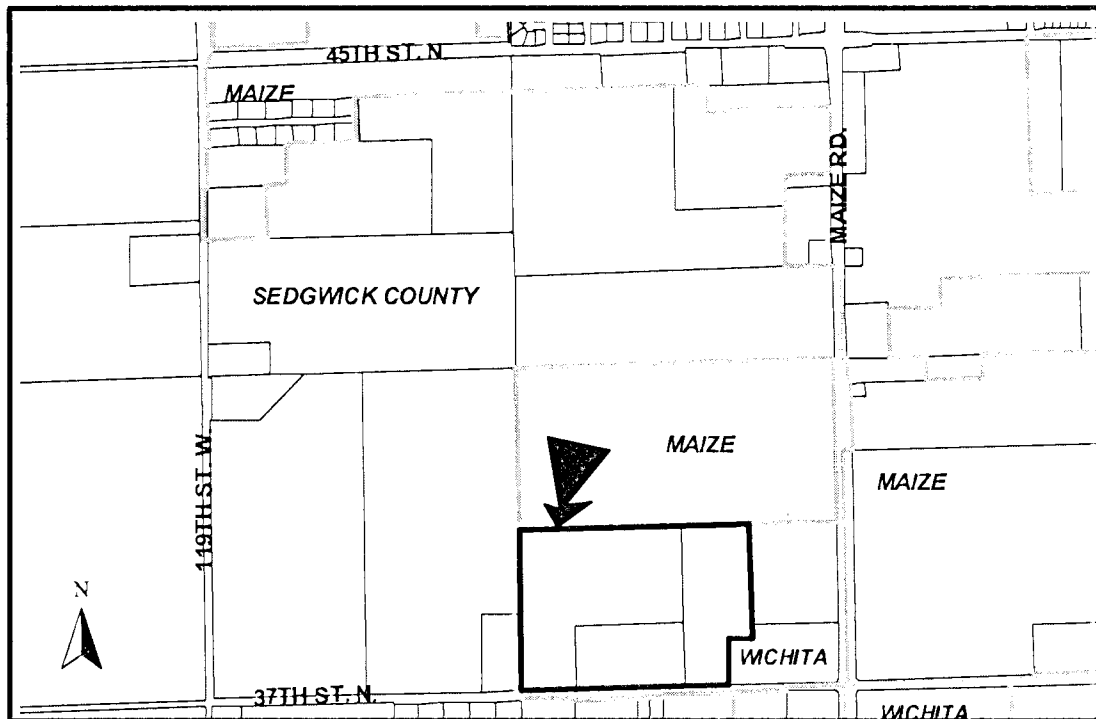 45TH ST. N.
MAIZE
MAIZE RD.
SEDGWICK COUNTY
MAIZE
MAIZE
119TH ST. W.
N
WICHITA
37TH ST. N.
WICHITA